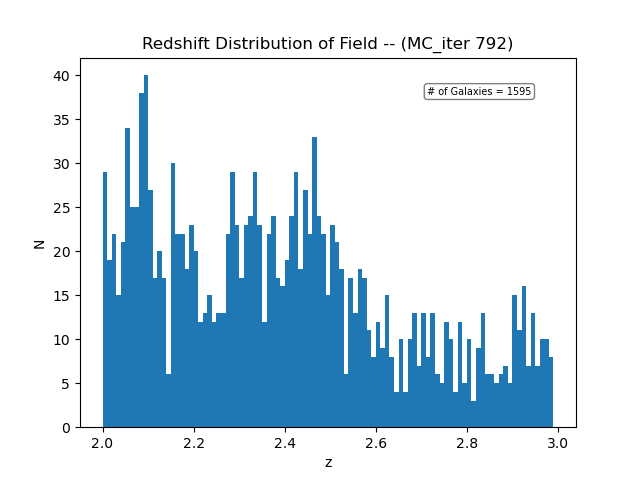 Redshift Distribution of Field -- (MC_iter 792)
# of Galaxies = 1595
N
40
35
30
25
20
15
10
5
0
2.0 2.2 2.4 2.6 2.8 3.0
z